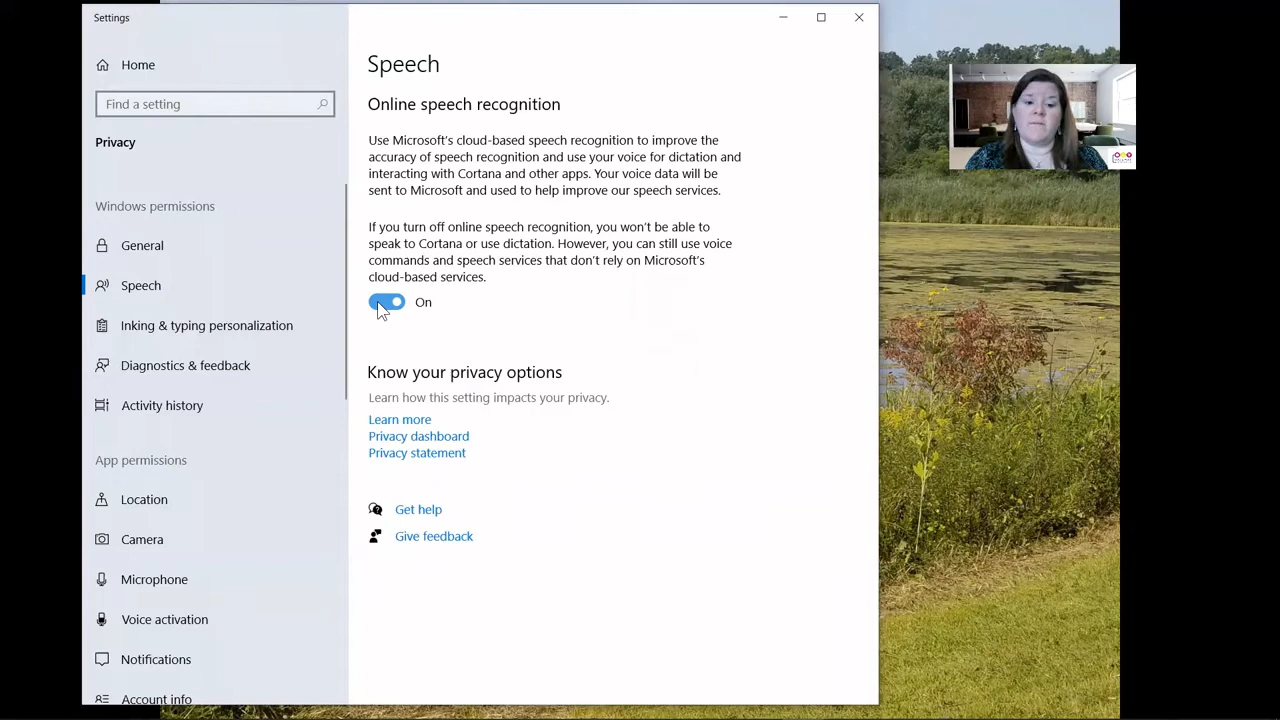 Settings
Home
Find a setting
Privacy
Windows permissions
General
Speech
Inking & typing personalization
Diagnostics & feedback
Activity history
App permissions
Location
Camera
Microphone
Voice activation
Notifications
Account info
Speech
Online speech recognition
Use Microsoft's cloud-based speech recognition to improve the
accuracy of speech recognition and use your voice for dictation and
interacting with Cortana and other apps. Your voice data will be
sent to Microsoft and used to help improve our speech services.
If you turn off online speech recognition, you won't be able to
speak to Cortana or use dictation. However, you can still use voice
commands and speech services that don't rely on Microsoft's
cloud-based services.
On
Know your privacy options
Learn how this setting impacts your privacy.
Learn more
Privacy dashboard
Privacy statement
Get help
Give feedback